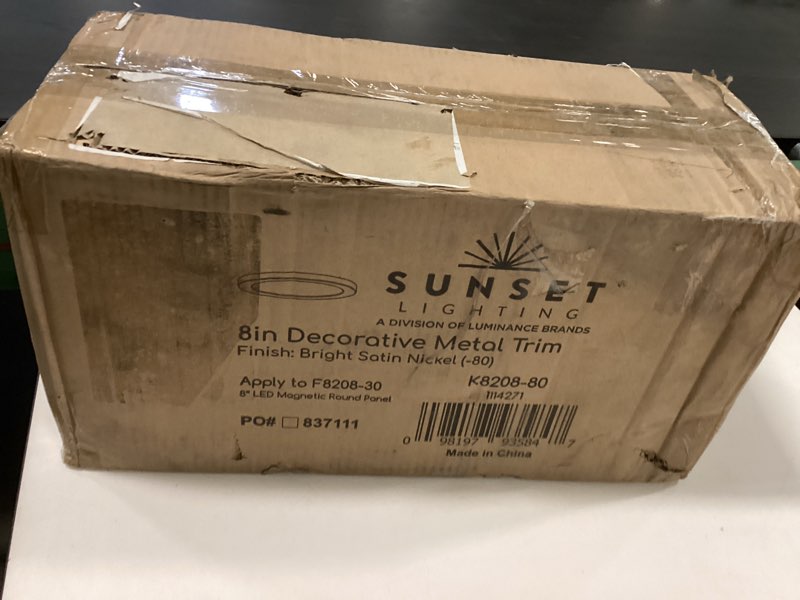 SUNSET
LIGHTING
A DIVISION OF LUMINANCE BRANDS
8in Decorative Metal Trim
Finish: Bright Satin Nickel (-80)
Apply to F8208-30
8" LED Magnetic Round Panel
K8208-80
1114271
PO# 837111
0 98197 93584 7
Made in China